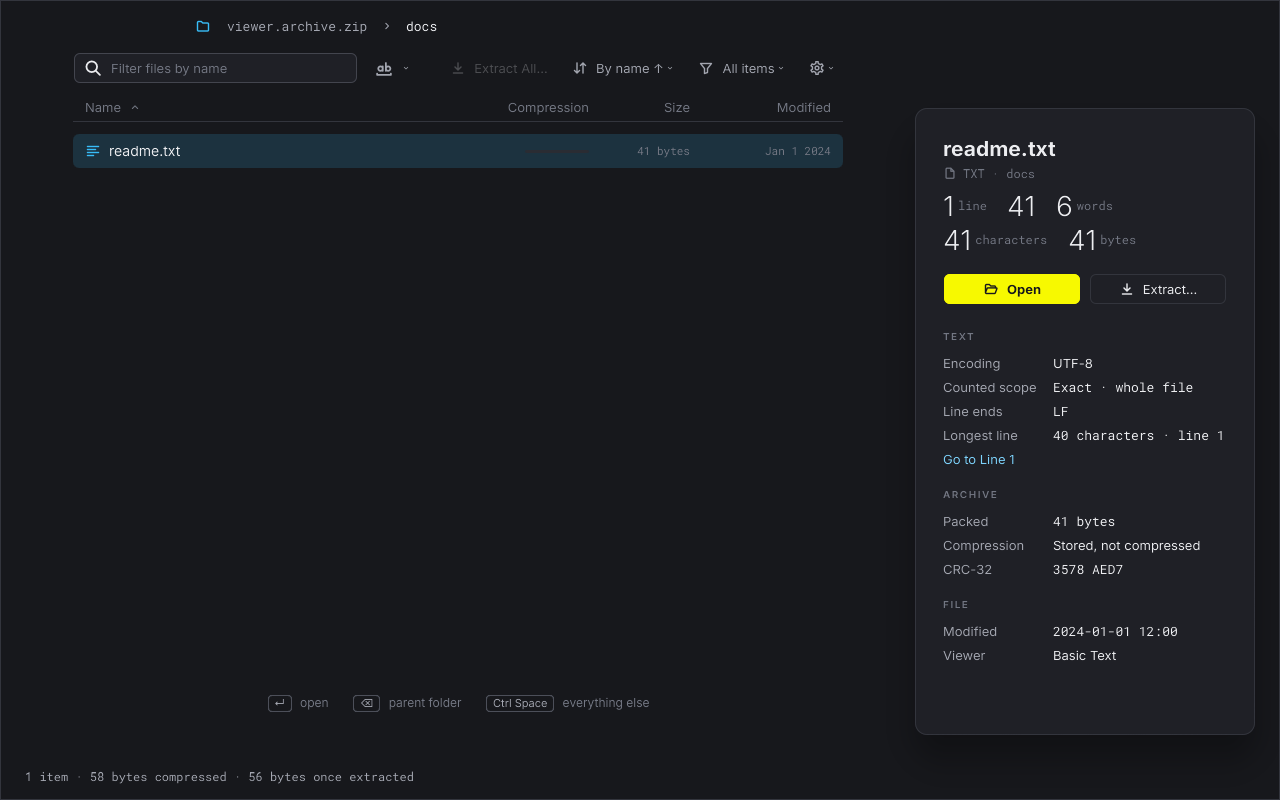 viewer.archive.zip › docs
Filter files by name
ab
Extract All...
By name ↑
All items
Name
Compression
Size
Modified
readme.txt
41 bytes
Jan 1 2024
open
parent folder
Ctrl Space
everything else
1 item · 58 bytes compressed · 56 bytes once extracted
readme.txt
TXT · docs
1 line 41 6 words
41 characters 41 bytes
Open
Extract...
TEXT
Encoding UTF-8
Counted scope Exact · whole file
Line ends LF
Longest line 40 characters · line 1
Go to Line 1
ARCHIVE
Packed 41 bytes
Compression Stored, not compressed
CRC-32 3578 AED7
FILE
Modified 2024-01-01 12:00
Viewer Basic Text